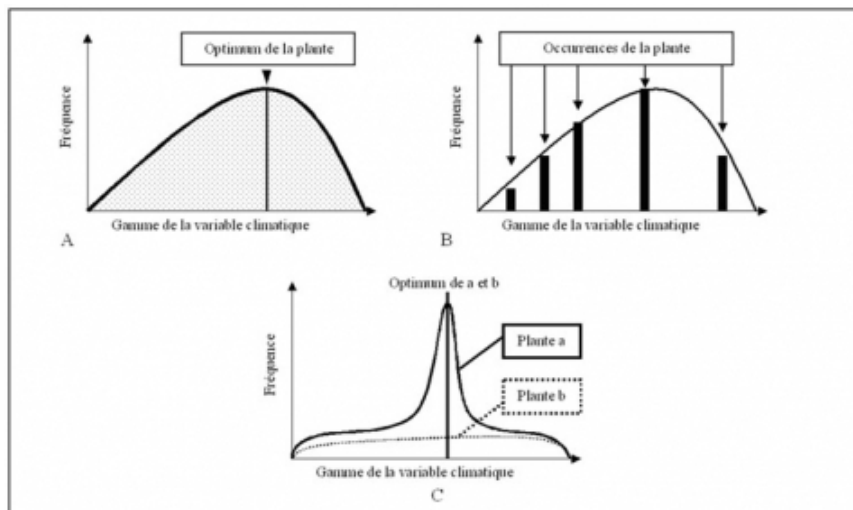 Optimum de la plante
Fréquence
Gamme de la variable climatique
A
Occurrences de la plante
Fréquence
Gamme de la variable climatique
B
Optimum de a et b
Fréquence
Plante a
Plante b
Gamme de la variable climatique
C